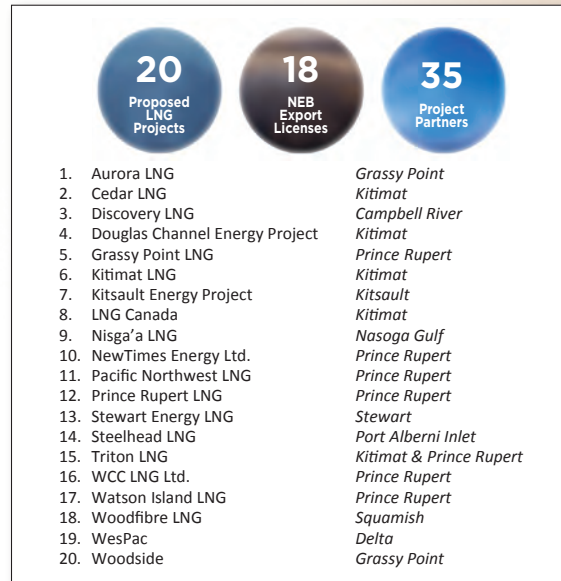 20
Proposed
LNG
Projects
18
NEB
Export
Licenses
35
Project
Partners
1. Aurora LNG Grassy Point
2. Cedar LNG Kitimat
3. Discovery LNG Campbell River
4. Douglas Channel Energy Project Kitimat
5. Grassy Point LNG Prince Rupert
6. Kitimat LNG Kitimat
7. Kitsault Energy Project Kitsault
8. LNG Canada Kitimat
9. Nisga’a LNG Nasoga Gulf
10. NewTimes Energy Ltd. Prince Rupert
11. Pacific Northwest LNG Prince Rupert
12. Prince Rupert LNG Prince Rupert
13. Stewart Energy LNG Stewart
14. Steelhead LNG Port Alberni Inlet
15. Triton LNG Kitimat & Prince Rupert
16. WCC LNG Ltd. Prince Rupert
17. Watson Island LNG Prince Rupert
18. Woodfibre LNG Squamish
19. WesPac Delta
20. Woodside Grassy Point